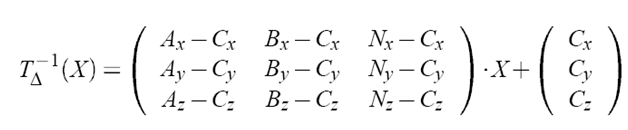 T_Δ^{-1}(X) = ( A_x − C_x  B_x − C_x  N_x − C_x
A_y − C_y  B_y − C_y  N_y − C_y
A_z − C_z  B_z − C_z  N_z − C_z ) · X + ( C_x
C_y
C_z )